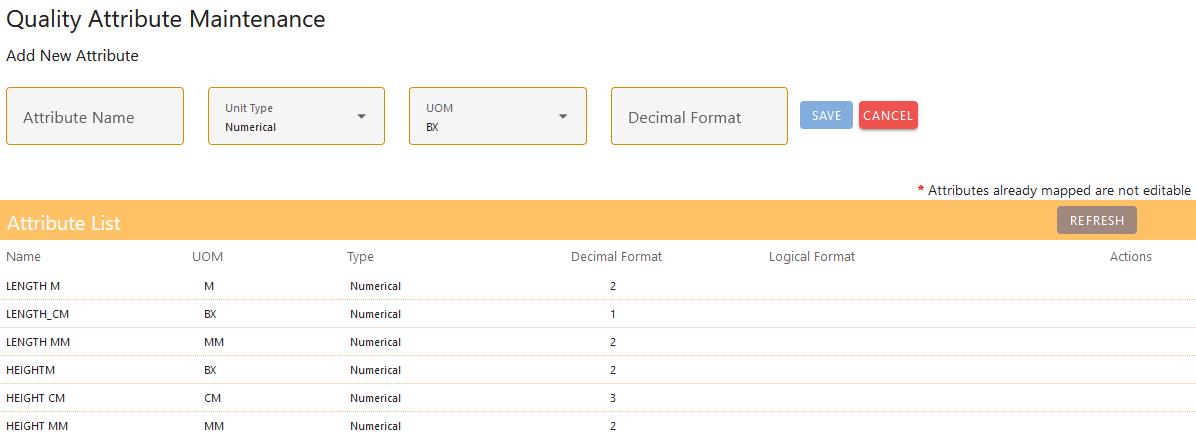 Quality Attribute Maintenance
Add New Attribute
Attribute Name
Unit Type
Numerical
UOM
BX
Decimal Format
SAVE
CANCEL
* Attributes already mapped are not editable
Attribute List
REFRESH
Name UOM Type Decimal Format Logical Format Actions
LENGTH M M Numerical 2
LENGTH_CM BX Numerical 1
LENGTH MM MM Numerical 2
HEIGHTM BX Numerical 2
HEIGHT CM CM Numerical 3
HEIGHT MM MM Numerical 2